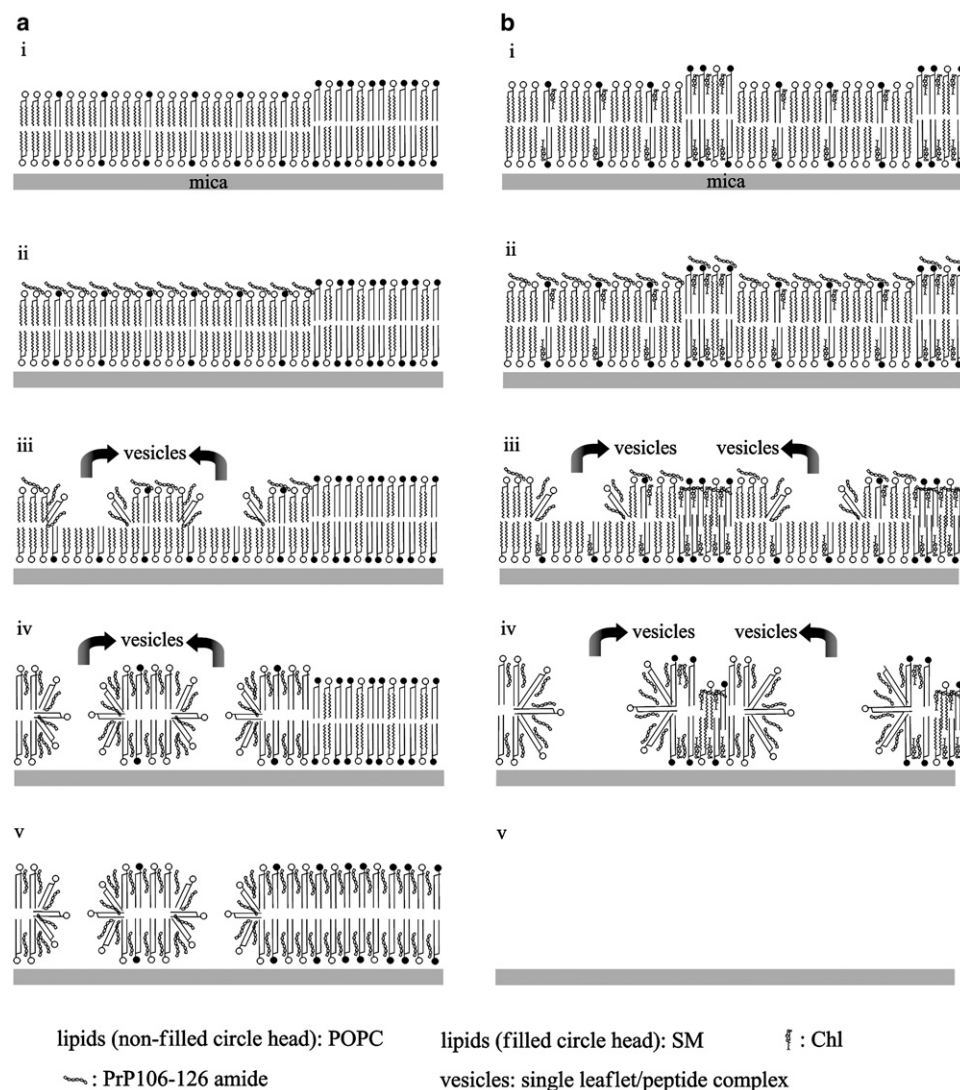 a
b
i
i
mica
mica
ii
ii
iii
iii
vesicles
vesicles
vesicles
iv
iv
vesicles
vesicles
vesicles
v
v
lipids (non-filled circle head): POPC
lipids (filled circle head): SM
: Chl
: PrP106-126 amide
vesicles: single leaflet/peptide complex